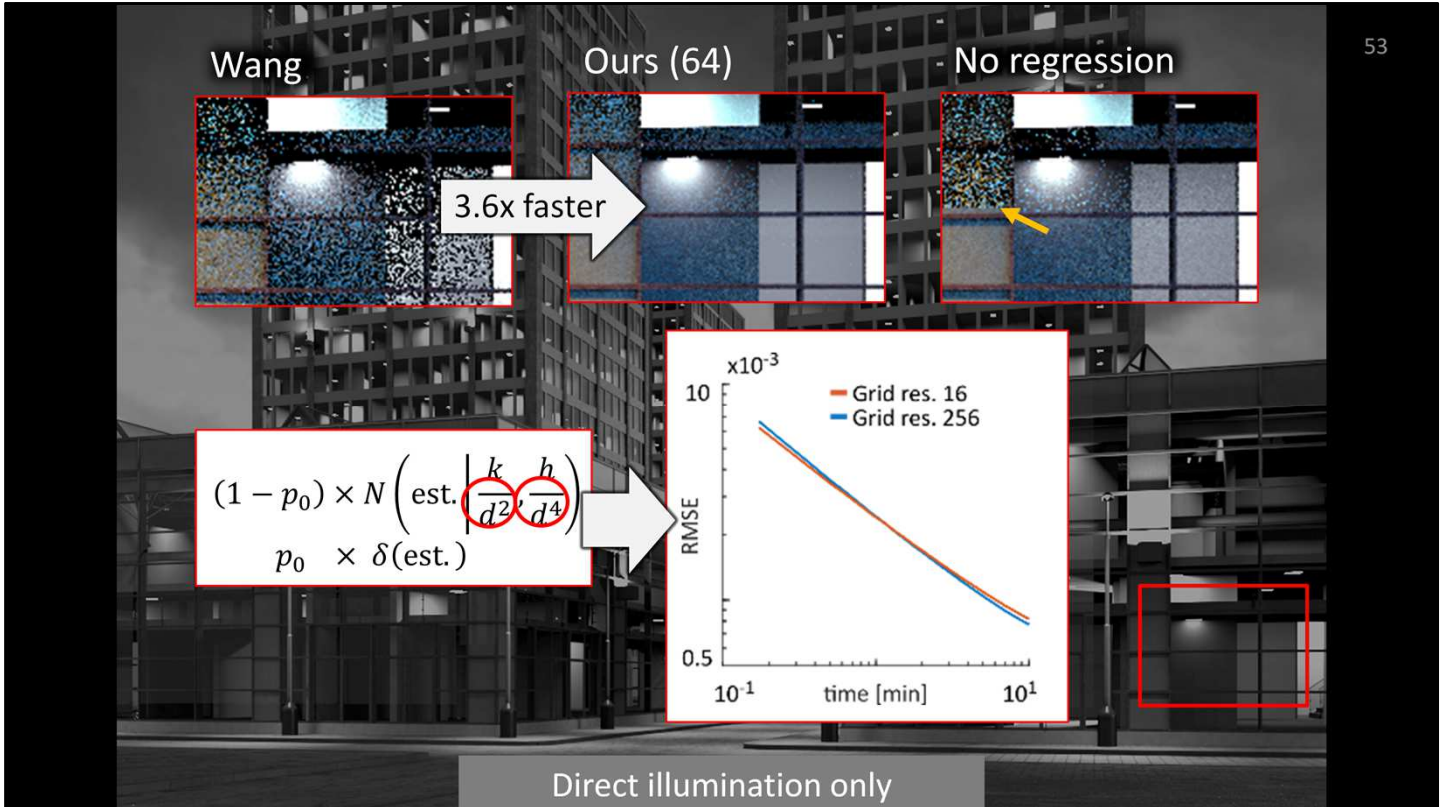 53
Wang
Ours (64)
No regression
3.6x faster
(1 − p₀) × N(est. | k/d², h/d⁴)
p₀ × δ(est.)
x10⁻³
10
Grid res. 16
Grid res. 256
RMSE
0.5
10⁻¹
time [min]
10¹
Direct illumination only